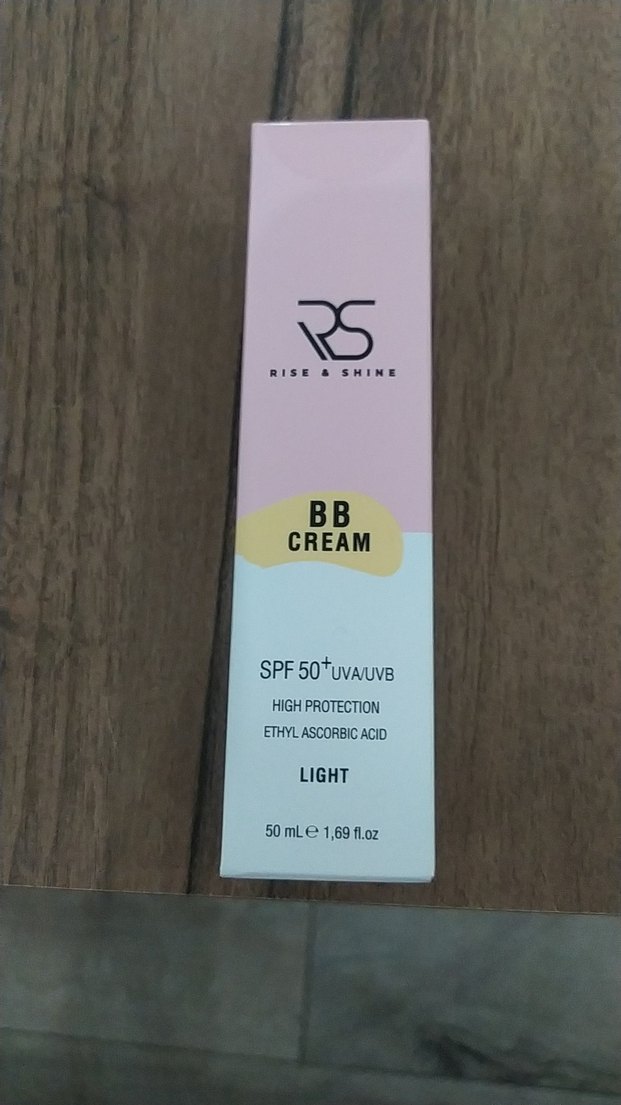 RS
RISE & SHINE
BB
CREAM
SPF 50+ UVA/UVB
HIGH PROTECTION
ETHYL ASCORBIC ACID
LIGHT
50 mL ℮ 1,69 fl.oz